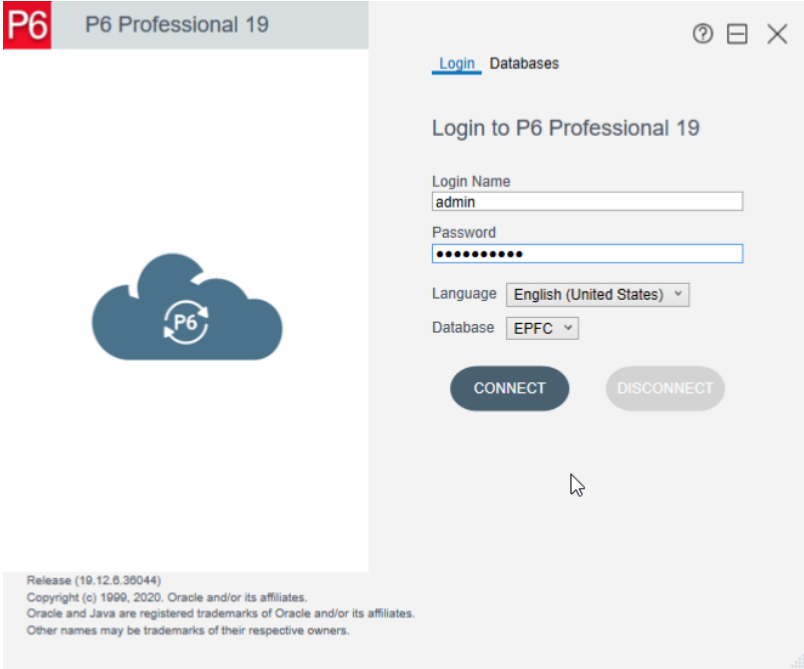 P6 P6 Professional 19
Login Databases
Login to P6 Professional 19
Login Name
admin
Password
••••••••••
Language English (United States)
Database EPFC
P6
CONNECT DISCONNECT
Release (19.12.6.36044)
Copyright (c) 1999, 2020. Oracle and/or its affiliates.
Oracle and Java are registered trademarks of Oracle and/or its affiliates.
Other names may be trademarks of their respective owners.